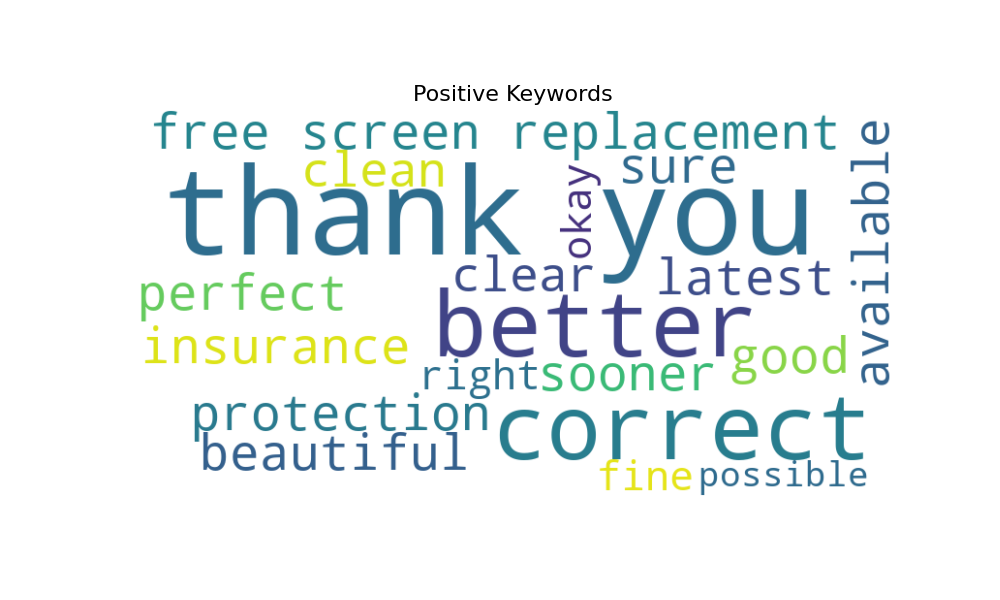 Positive Keywords
free screen replacement
clean
sure
okay
available
thank you
clear
latest
perfect
better
insurance
good
right
sooner
protection
correct
beautiful
fine
possible